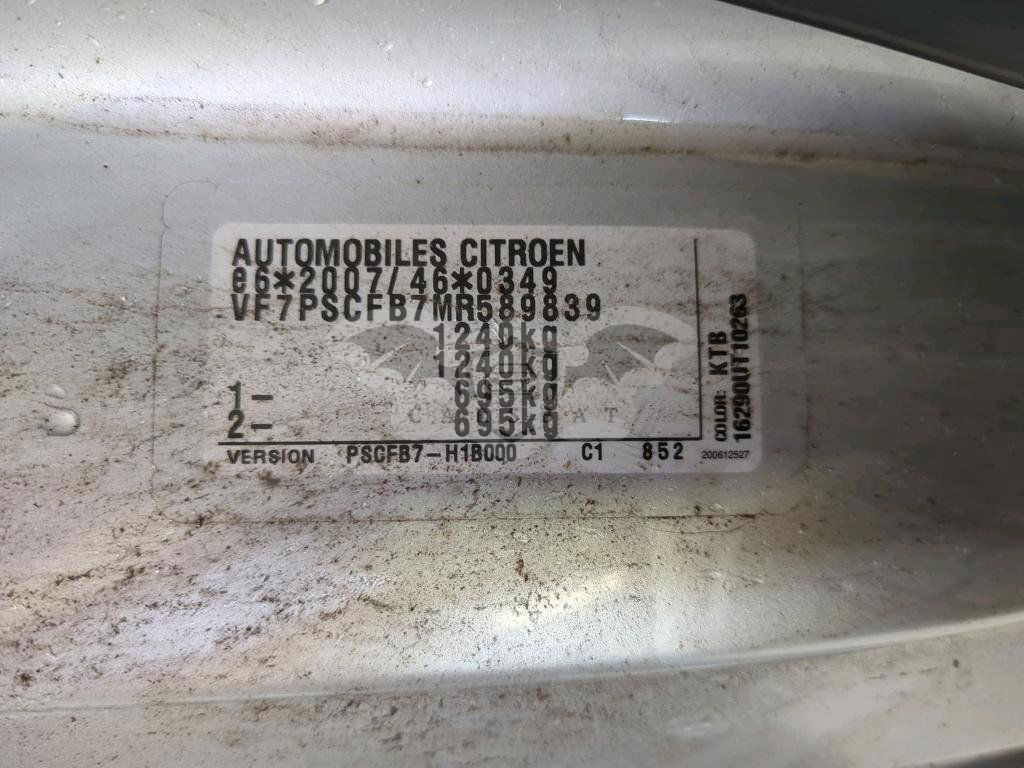 AUTOMOBILES CITROEN
e6*2007/46*0349
VF7PSCFB7MR589839
1240kg
1240kg
1- 695kg
2- 695kg
VERSION PSCFB7-H1B000 C1 852
COLOR: KTB
16290UT10263
200612527